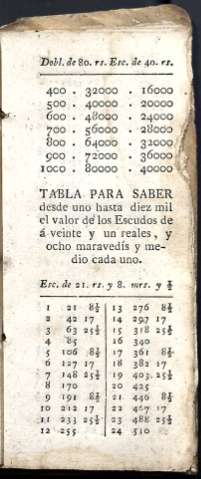 Dobl. de 80. rs. Esc. de 40. rs.
400 . 32000 . 16000
500 . 40000 . 20000
600 . 48000 . 24000
700 . 56000 . 28000
800 . 64000 . 32000
900 . 72000 . 36000
1000 . 80000 . 40000
TABLA PARA SABER
desde uno hasta diez mil
el valor de los Escudos de
á veinte y un reales, y
ocho maravedís y me-
dio cada uno.
Esc. de 21. rs. y 8. mrs. y ½
1 21 8½ 13 276 8½
2 42 17 14 297 17
3 63 25½ 15 318 25½
4 85 16 340
5 106 8½ 17 361 8½
6 127 17 18 382 17
7 148 25½ 19 403 25½
8 170 20 425
9 191 8½ 21 446 8½
10 212 17 22 467 17
11 233 25½ 23 488 25½
12 255 24 510